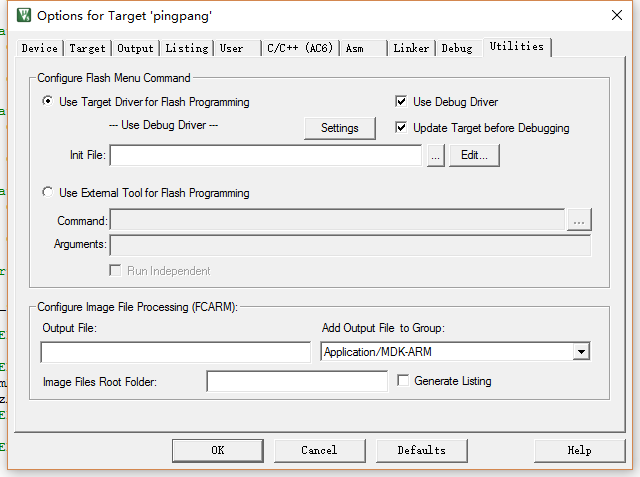 Options for Target 'pingpang'
Device Target Output Listing User C/C++ (AC6) Asm Linker Debug Utilities
Configure Flash Menu Command
Use Target Driver for Flash Programming
Use Debug Driver
--- Use Debug Driver ---
Settings
Update Target before Debugging
Init File:
...
Edit...
Use External Tool for Flash Programming
Command:
...
Arguments:
Run Independent
Configure Image File Processing (FCARM):
Output File:
Add Output File to Group:
Application/MDK-ARM
Image Files Root Folder:
Generate Listing
OK Cancel Defaults Help